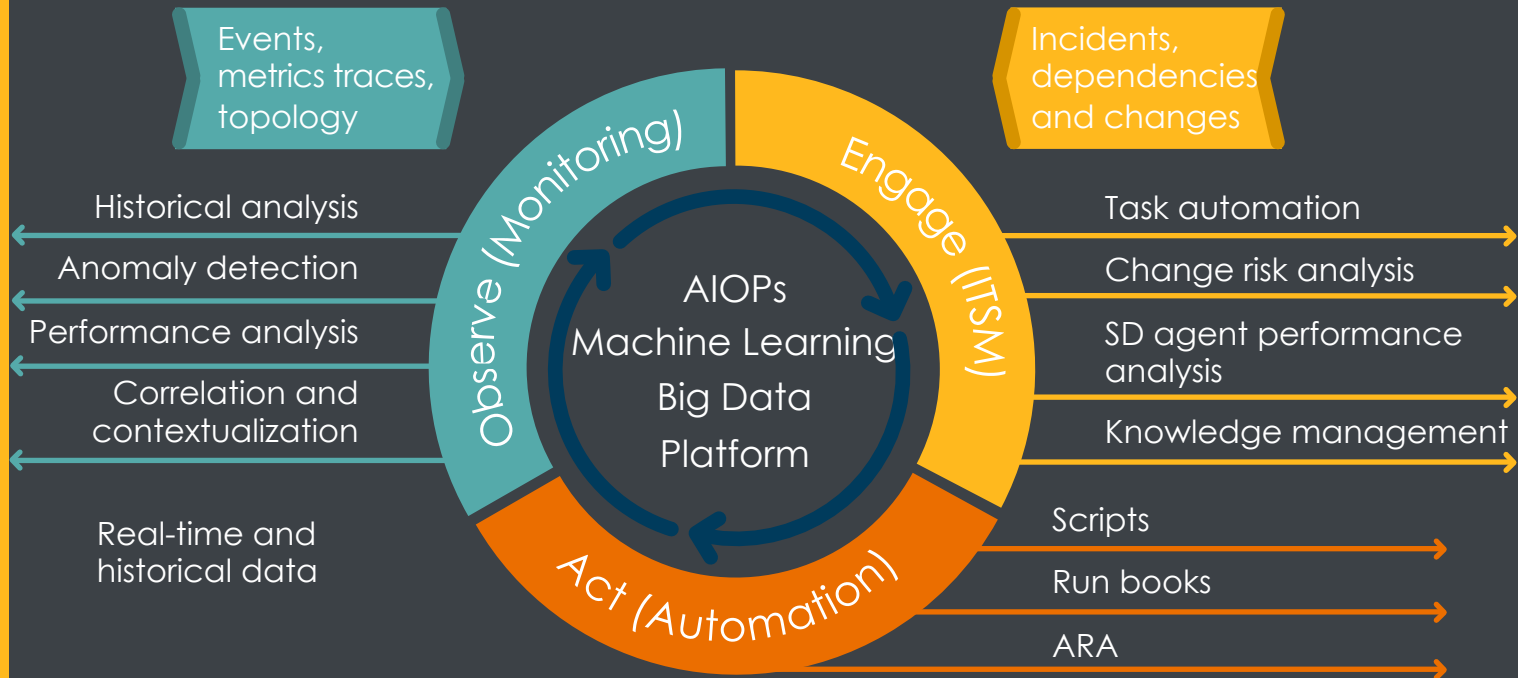 Events,
metrics traces,
topology
Incidents,
dependencies
and changes
Observe (Monitoring)
Engage (ITSM)
Act (Automation)
AIOPs
Machine Learning
Big Data
Platform
Historical analysis
Anomaly detection
Performance analysis
Correlation and
contextualization
Real-time and
historical data
Task automation
Change risk analysis
SD agent performance
analysis
Knowledge management
Scripts
Run books
ARA